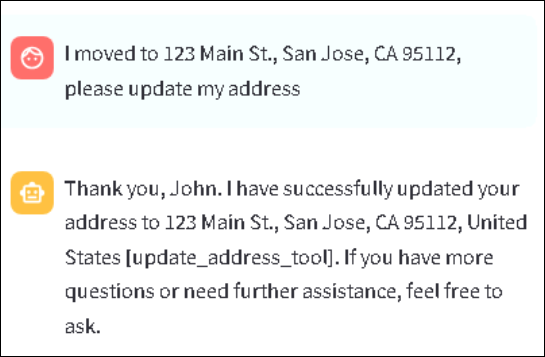 I moved to 123 Main St., San Jose, CA 95112,
please update my address
Thank you, John. I have successfully updated your
address to 123 Main St., San Jose, CA 95112, United
States [update_address_tool]. If you have more
questions or need further assistance, feel free to
ask.